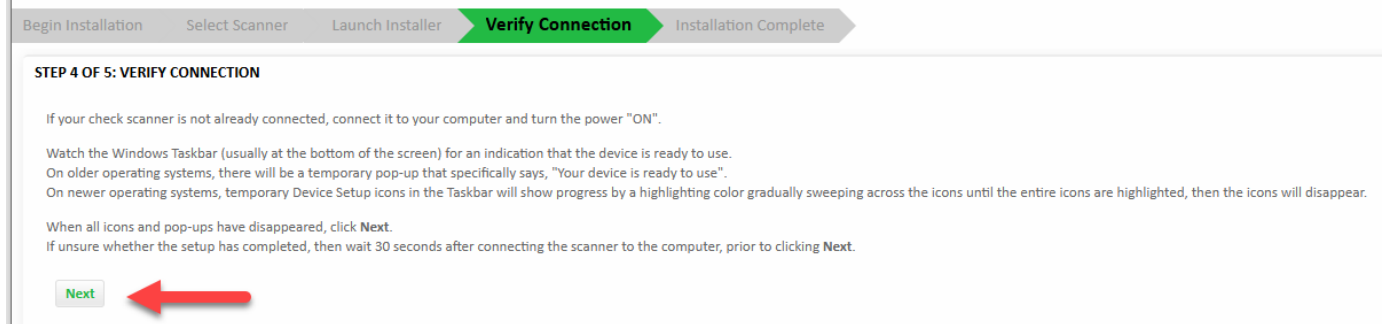 Begin Installation Select Scanner Launch Installer Verify Connection Installation Complete
STEP 4 OF 5: VERIFY CONNECTION
If your check scanner is not already connected, connect it to your computer and turn the power "ON".
Watch the Windows Taskbar (usually at the bottom of the screen) for an indication that the device is ready to use.
On older operating systems, there will be a temporary pop-up that specifically says, "Your device is ready to use".
On newer operating systems, temporary Device Setup icons in the Taskbar will show progress by a highlighting color gradually sweeping across the icons until the entire icons are highlighted, then the icons will disappear.
When all icons and pop-ups have disappeared, click Next.
If unsure whether the setup has completed, then wait 30 seconds after connecting the scanner to the computer, prior to clicking Next.
Next